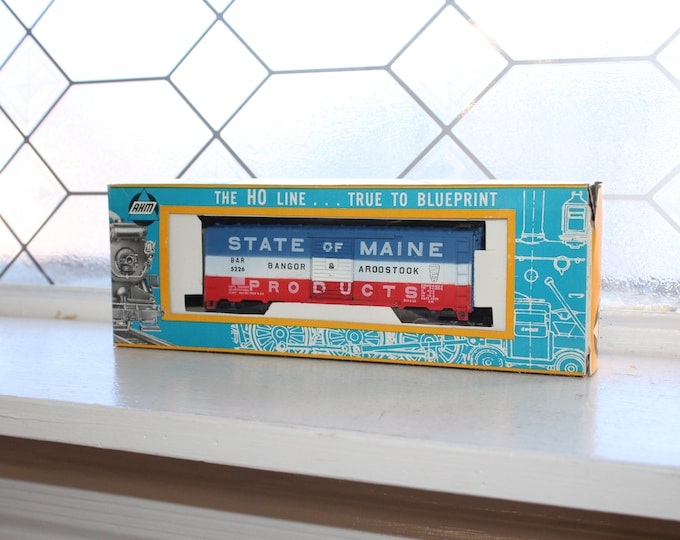 AHM
THE HO LINE . . . TRUE TO BLUEPRINT
STATE OF MAINE
BAR
5226
BANGOR & AROOSTOOK
PRODUCTS